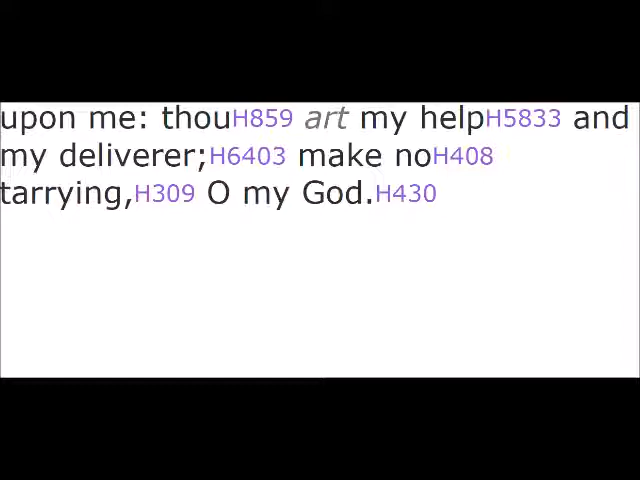 upon me: thouH859 art my helpH5833 and
my deliverer;H6403 make noH408
tarrying,H309 O my God.H430